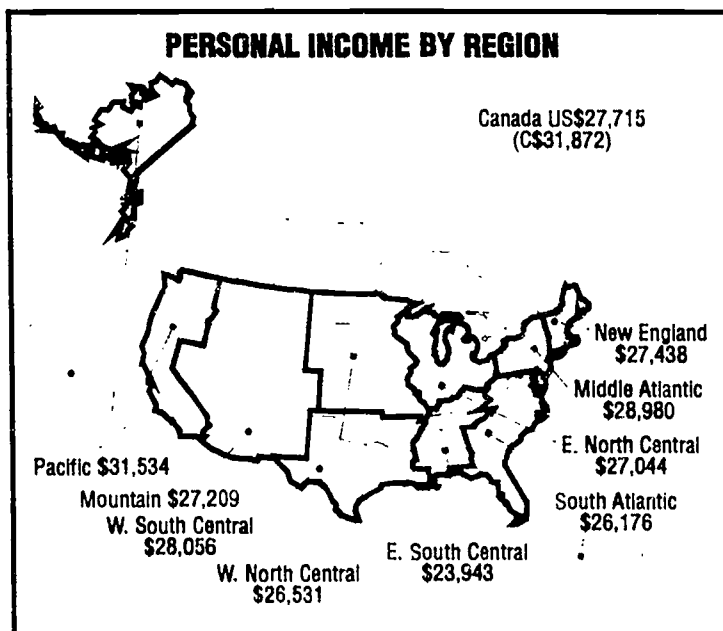 PERSONAL INCOME BY REGION
Canada US$27,715
(C$31,872)
New England
$27,438
Middle Atlantic
$28,980
E. North Central
$27,044
South Atlantic
$26,176
Pacific $31,534
Mountain $27,209
W. South Central
$28,056
W. North Central
$26,531
E. South Central
$23,943